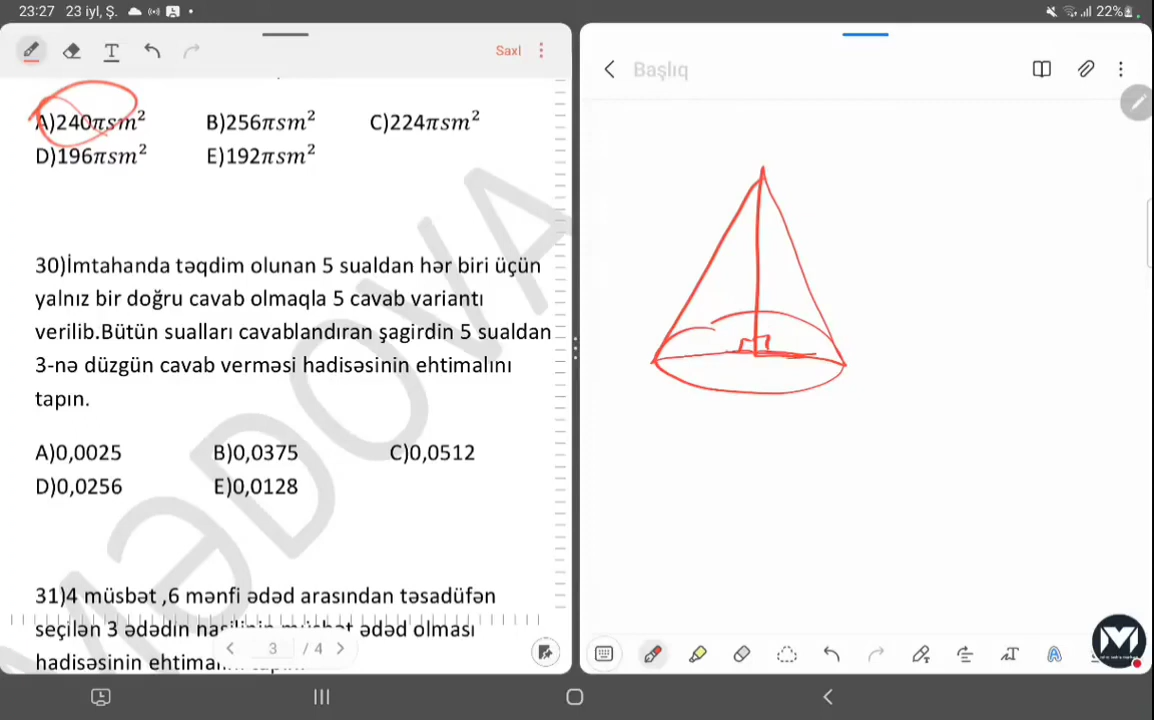 23:27 23 iyl, Ş.
22%
Saxl
Başlıq
A)240πsm² B)256πsm² C)224πsm²
D)196πsm² E)192πsm²
30)İmtahanda təqdim olunan 5 sualdan hər biri üçün
yalnız bir doğru cavab olmaqla 5 cavab variantı
verilib.Bütün sualları cavablandıran şagirdin 5 sualdan
3-nə düzgün cavab verməsi hadisəsinin ehtimalını
tapın.
A)0,0025 B)0,0375 C)0,0512
D)0,0256 E)0,0128
31)4 müsbət ,6 mənfi ədəd arasından təsadüfən
seçilən 3 ədədin ədəd olması
hadisəsinin
3 / 4
MƏDOVA